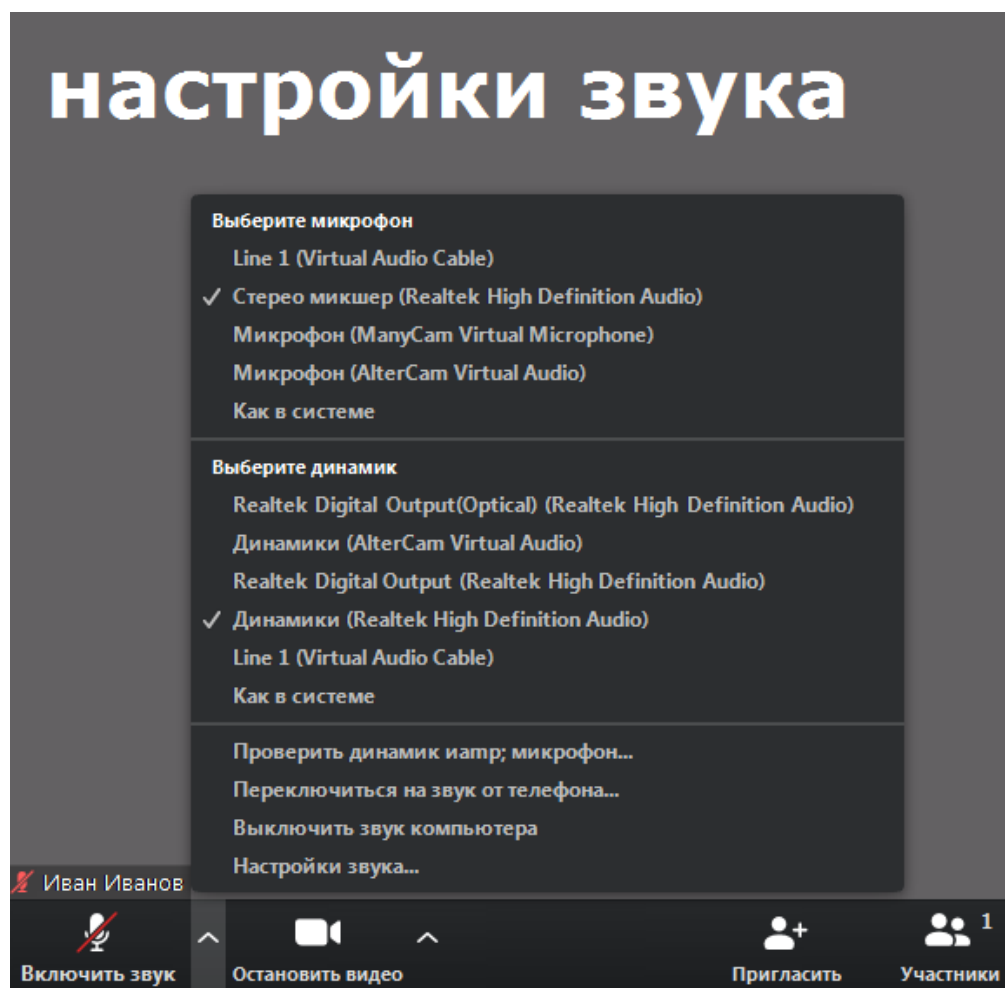 настройки звука
Выберите микрофон
Line 1 (Virtual Audio Cable)
Стерео микшер (Realtek High Definition Audio)
Микрофон (ManyCam Virtual Microphone)
Микрофон (AlterCam Virtual Audio)
Как в системе
Выберите динамик
Realtek Digital Output(Optical) (Realtek High Definition Audio)
Динамики (AlterCam Virtual Audio)
Realtek Digital Output (Realtek High Definition Audio)
Динамики (Realtek High Definition Audio)
Line 1 (Virtual Audio Cable)
Как в системе
Проверить динамик иamp; микрофон...
Переключиться на звук от телефона...
Выключить звук компьютера
Настройки звука...
Иван Иванов
1
Включить звук Остановить видео Пригласить Участники